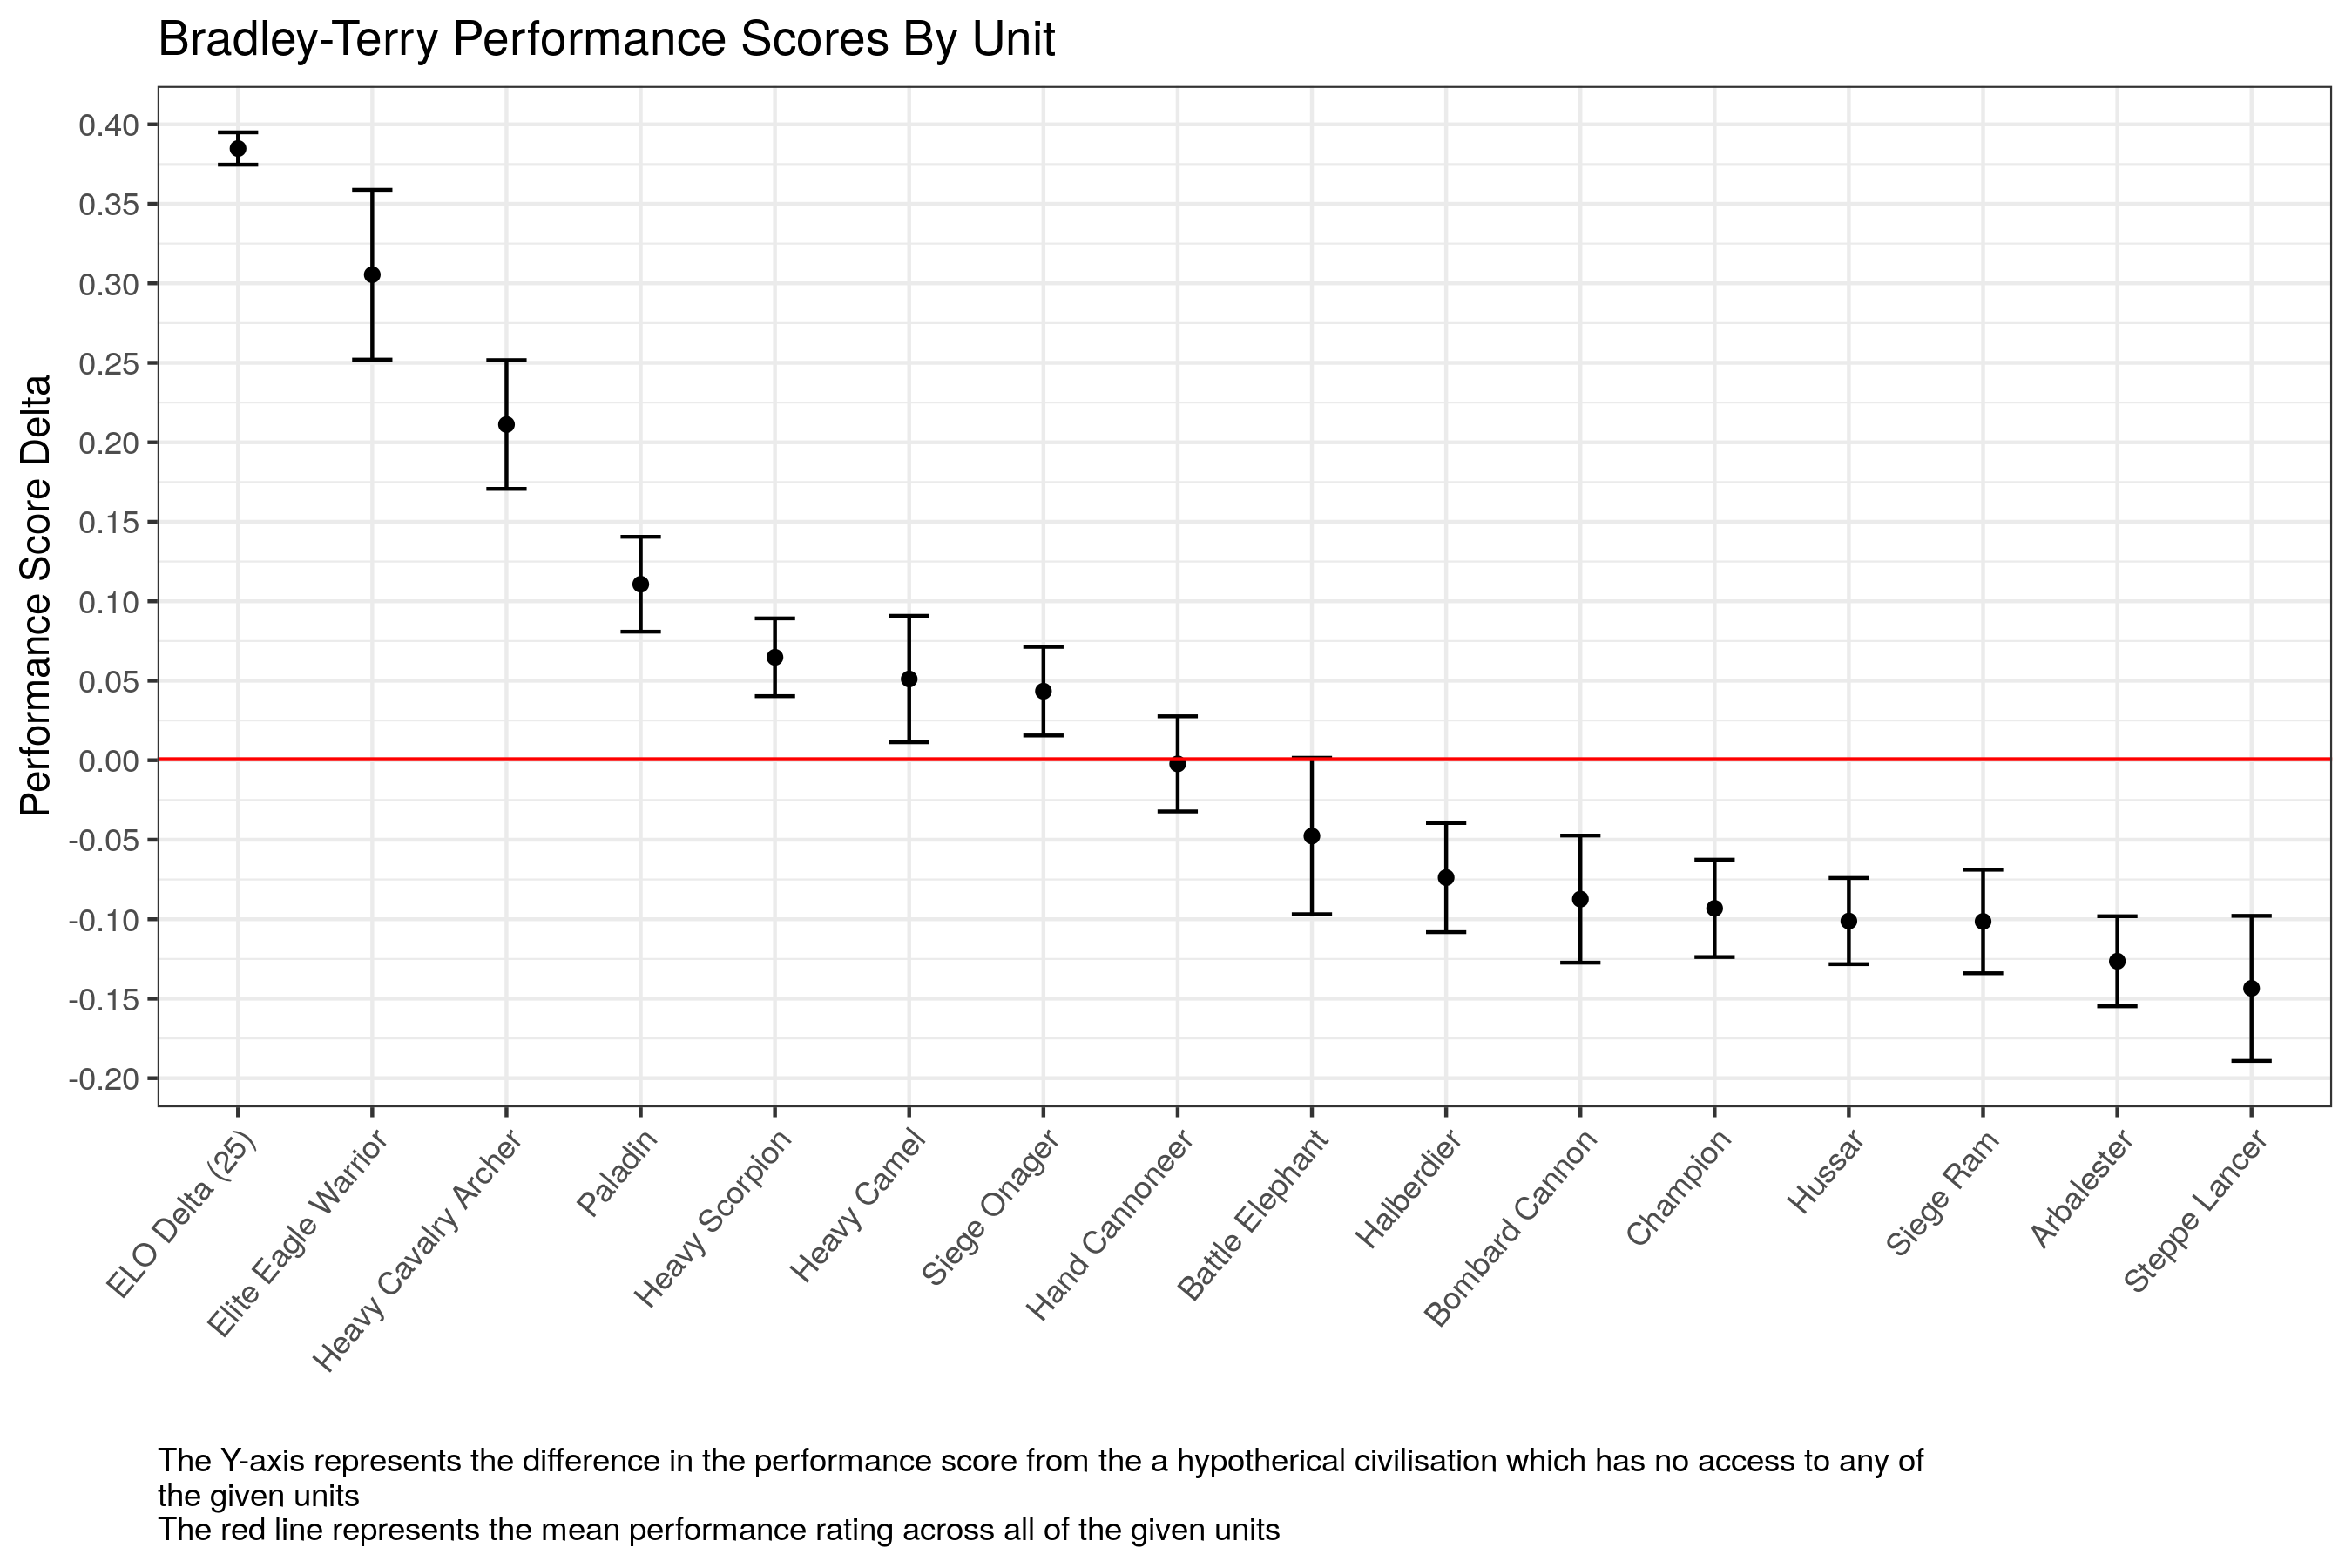 Bradley-Terry Performance Scores By Unit
Performance Score Delta
0.40
0.35
0.30
0.25
0.20
0.15
0.10
0.05
0.00
-0.05
-0.10
-0.15
-0.20
ELO Delta (25)
Elite Eagle Warrior
Heavy Cavalry Archer
Paladin
Heavy Scorpion
Heavy Camel
Siege Onager
Hand Cannoneer
Battle Elephant
Halberdier
Bombard Cannon
Champion
Hussar
Siege Ram
Arbalester
Steppe Lancer
The Y-axis represents the difference in the performance score from the a hypotherical civilisation which has no access to any of
the given units
The red line represents the mean performance rating across all of the given units